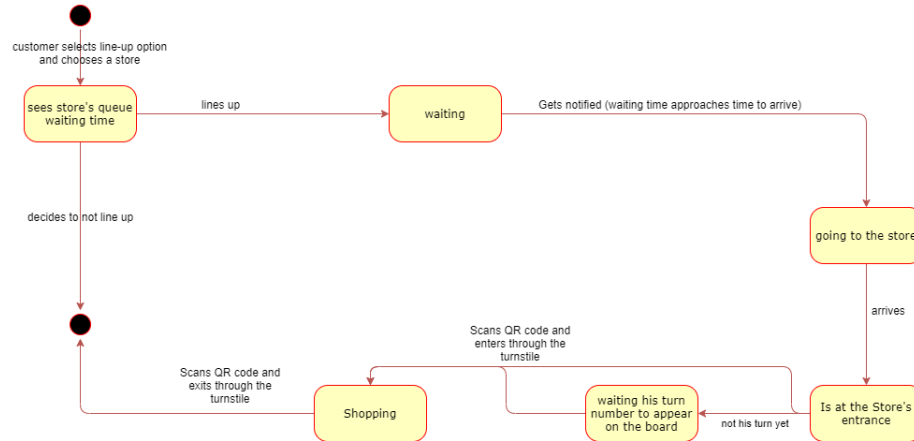 customer selects line-up option
and chooses a store
sees store's queue
waiting time
lines up
waiting
Gets notified (waiting time approaches time to arrive)
decides to not line up
going to the store
arrives
Scans QR code and
enters through the
turnstile
Scans QR code and
exits through the
turnstile
Shopping
waiting his turn
number to appear
on the board
not his turn yet
Is at the Store's
entrance